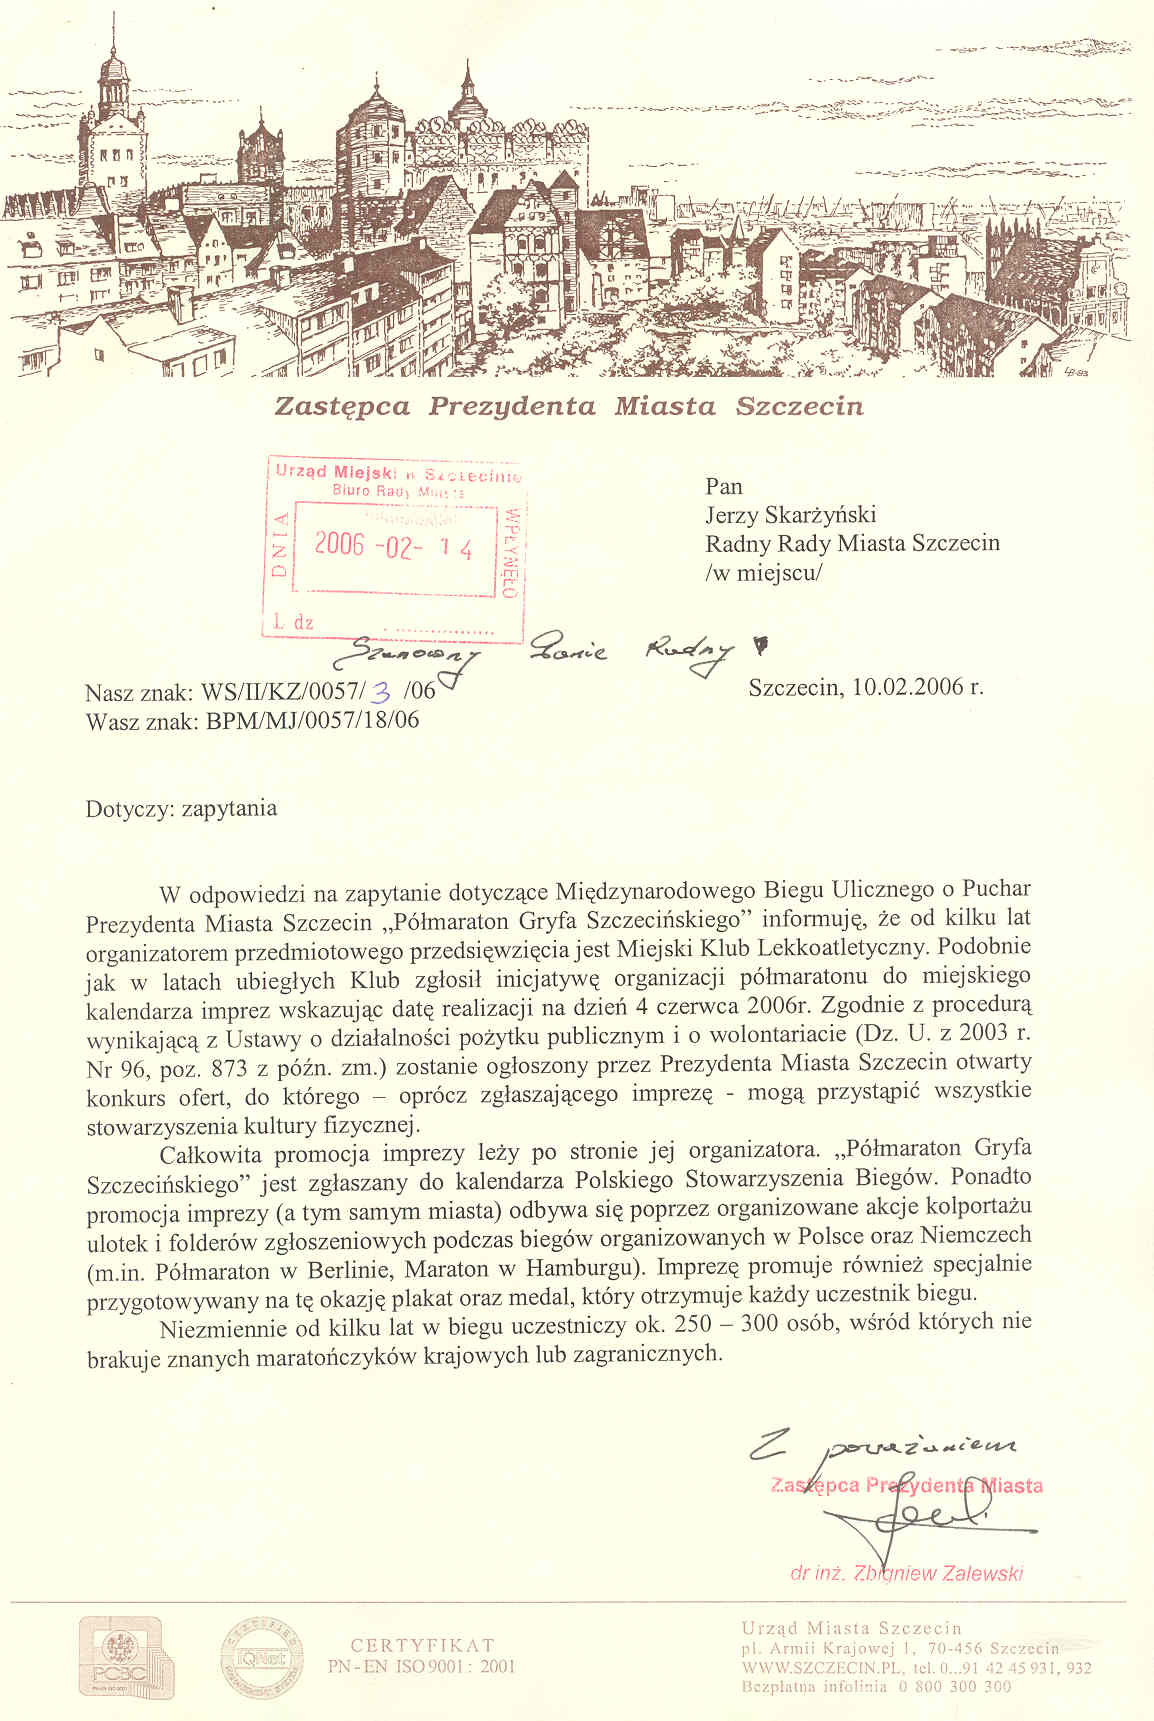 LB-83
Zastępca Prezydenta Miasta Szczecin
Urząd Miejski w Szczecinie
Biuro Rady Miasta
DNIA
2006 -02- 14
WPŁYNĘŁO
L. dz
Pan
Jerzy Skarżyński
Radny Rady Miasta Szczecin
/w miejscu/
Szanowny Panie Radny
Nasz znak: WS/II/KZ/0057/ 3 /06
Szczecin, 10.02.2006 r.
Wasz znak: BPM/MJ/0057/18/06
Dotyczy: zapytania
W odpowiedzi na zapytanie dotyczące Międzynarodowego Biegu Ulicznego o Puchar
Prezydenta Miasta Szczecin „Półmaraton Gryfa Szczecińskiego” informuję, że od kilku lat
organizatorem przedmiotowego przedsięwzięcia jest Miejski Klub Lekkoatletyczny. Podobnie
jak w latach ubiegłych Klub zgłosił inicjatywę organizacji półmaratonu do miejskiego
kalendarza imprez wskazując datę realizacji na dzień 4 czerwca 2006r. Zgodnie z procedurą
wynikającą z Ustawy o działalności pożytku publicznym i o wolontariacie (Dz. U. z 2003 r.
Nr 96, poz. 873 z późn. zm.) zostanie ogłoszony przez Prezydenta Miasta Szczecin otwarty
konkurs ofert, do którego – oprócz zgłaszającego imprezę - mogą przystąpić wszystkie
stowarzyszenia kultury fizycznej.
Całkowita promocja imprezy leży po stronie jej organizatora. „Półmaraton Gryfa
Szczecińskiego” jest zgłaszany do kalendarza Polskiego Stowarzyszenia Biegów. Ponadto
promocja imprezy (a tym samym miasta) odbywa się poprzez organizowane akcje kolportażu
ulotek i folderów zgłoszeniowych podczas biegów organizowanych w Polsce oraz Niemczech
(m.in. Półmaraton w Berlinie, Maraton w Hamburgu). Imprezę promuje również specjalnie
przygotowywany na tę okazję plakat oraz medal, który otrzymuje każdy uczestnik biegu.
Niezmiennie od kilku lat w biegu uczestniczy ok. 250 – 300 osób, wśród których nie
brakuje znanych maratończyków krajowych lub zagranicznych.
Z poważaniem
Zastępca Prezydenta Miasta
dr inż. Zbigniew Zalewski
PCBC
CERTIFIED
IQNet
CERTYFIKAT
PN-EN ISO 9001 : 2001
Urząd Miasta Szczecin
pl. Armii Krajowej 1, 70-456 Szczecin
WWW.SZCZECIN.PL, tel. 0...91 42 45 931, 932
Bezpłatna infolinia 0 800 300 300